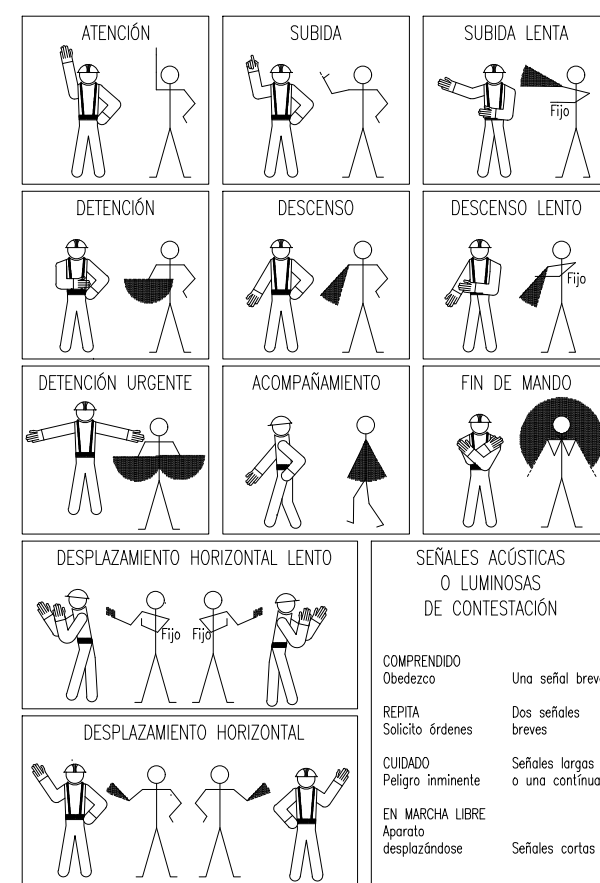 ATENCIÓN
SUBIDA
SUBIDA LENTA
Fijo
DETENCIÓN
DESCENSO
DESCENSO LENTO
Fijo
DETENCIÓN URGENTE
ACOMPAÑAMIENTO
FIN DE MANDO
DESPLAZAMIENTO HORIZONTAL LENTO
Fijo Fijo
DESPLAZAMIENTO HORIZONTAL
SEÑALES ACÚSTICAS
O LUMINOSAS
DE CONTESTACIÓN
COMPRENDIDO
Obedezco
Una señal breve
REPITA
Solicito órdenes
Dos señales
breves
CUIDADO
Peligro inminente
Señales largas
o una contínua
EN MARCHA LIBRE
Aparato
desplazándose
Señales cortas